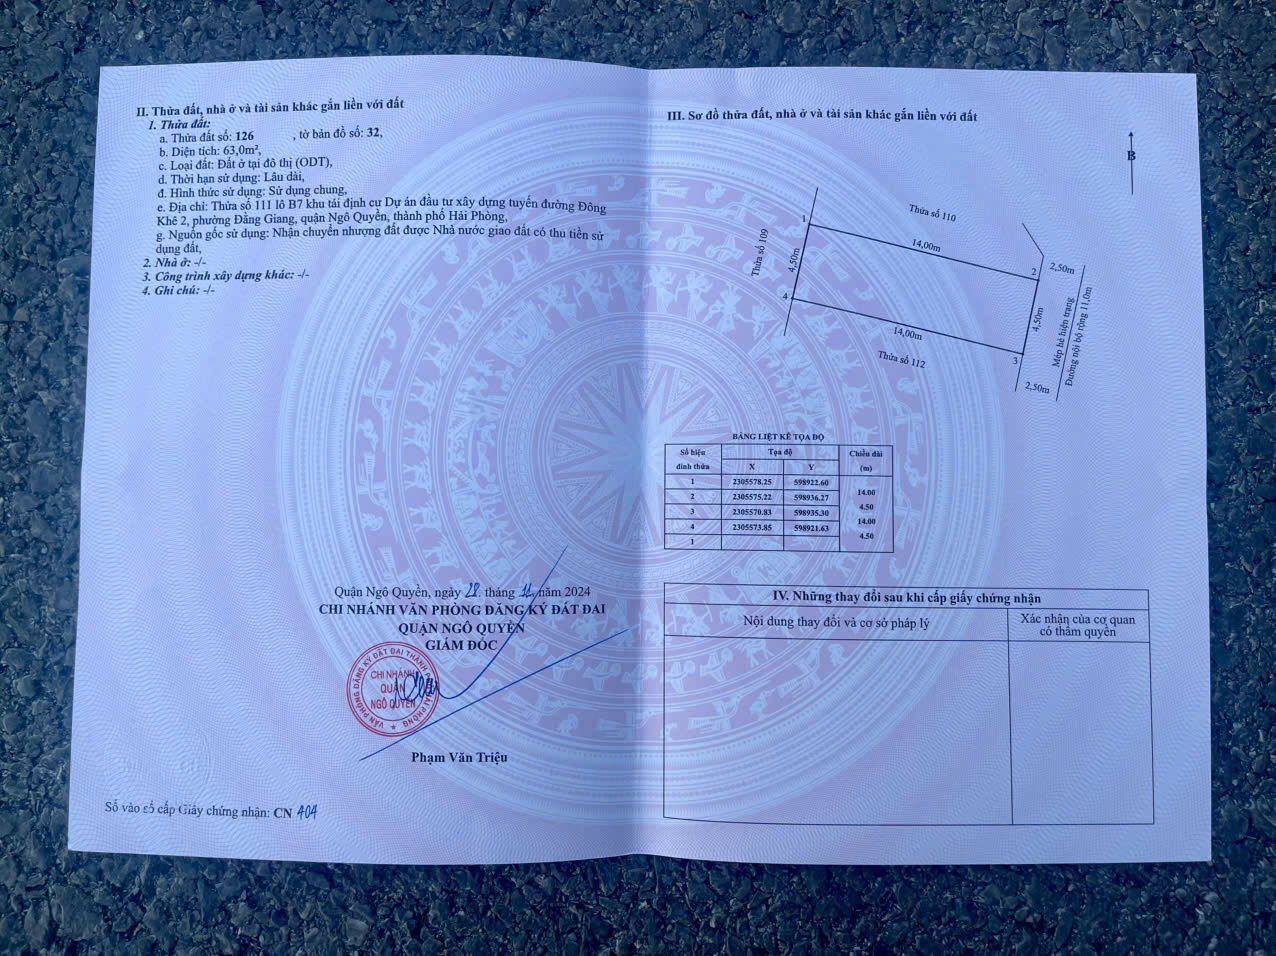 II. Thửa đất, nhà ở và tài sản khác gắn liền với đất
1. Thửa đất:
a. Thửa đất số: 126 , tờ bản đồ số: 32,
b. Diện tích: 63,0m²,
c. Loại đất: Đất ở tại đô thị (ODT),
d. Thời hạn sử dụng: Lâu dài,
đ. Hình thức sử dụng: Sử dụng chung,
e. Địa chỉ: Thửa số 111 lô B7 khu tái định cư Dự án đầu tư xây dựng tuyến đường Đông
Khê 2, phường Đằng Giang, quận Ngô Quyền, thành phố Hải Phòng,
g. Nguồn gốc sử dụng: Nhận chuyển nhượng đất được Nhà nước giao đất có thu tiền sử
dụng đất,
2. Nhà ở: -/-
3. Công trình xây dựng khác: -/-
4. Ghi chú: -/-
Quận Ngô Quyền, ngày 28 tháng 11 năm 2024
CHI NHÁNH VĂN PHÒNG ĐĂNG KÝ ĐẤT ĐAI
QUẬN NGÔ QUYỀN
GIÁM ĐỐC
VĂN PHÒNG ĐĂNG KÝ ĐẤT ĐAI THÀNH PHỐ HẢI PHÒNG
CHI NHÁNH
QUẬN
NGÔ QUYỀN
Phạm Văn Triệu
Số vào sổ cấp Giấy chứng nhận: CN 404
III. Sơ đồ thửa đất, nhà ở và tài sản khác gắn liền với đất
B
Thửa số 110
1
14,00m
2
2,50m
Thửa số 109
4,50m
4
14,00m
4,50m
3
Thửa số 112
2,50m
Mép hè hiện trạng
Đường nội bộ rộng 11,0m
BẢNG LIỆT KÊ TỌA ĐỘ
Số hiệu đỉnh thửa Tọa độ Chiều dài (m)
X Y
1 2305578.25 598922.60
14.00
2 2305575.22 598936.27
4.50
3 2305570.83 598935.30
14.00
4 2305573.85 598921.63
4.50
1
IV. Những thay đổi sau khi cấp giấy chứng nhận
Nội dung thay đổi và cơ sở pháp lý
Xác nhận của cơ quan
có thẩm quyền